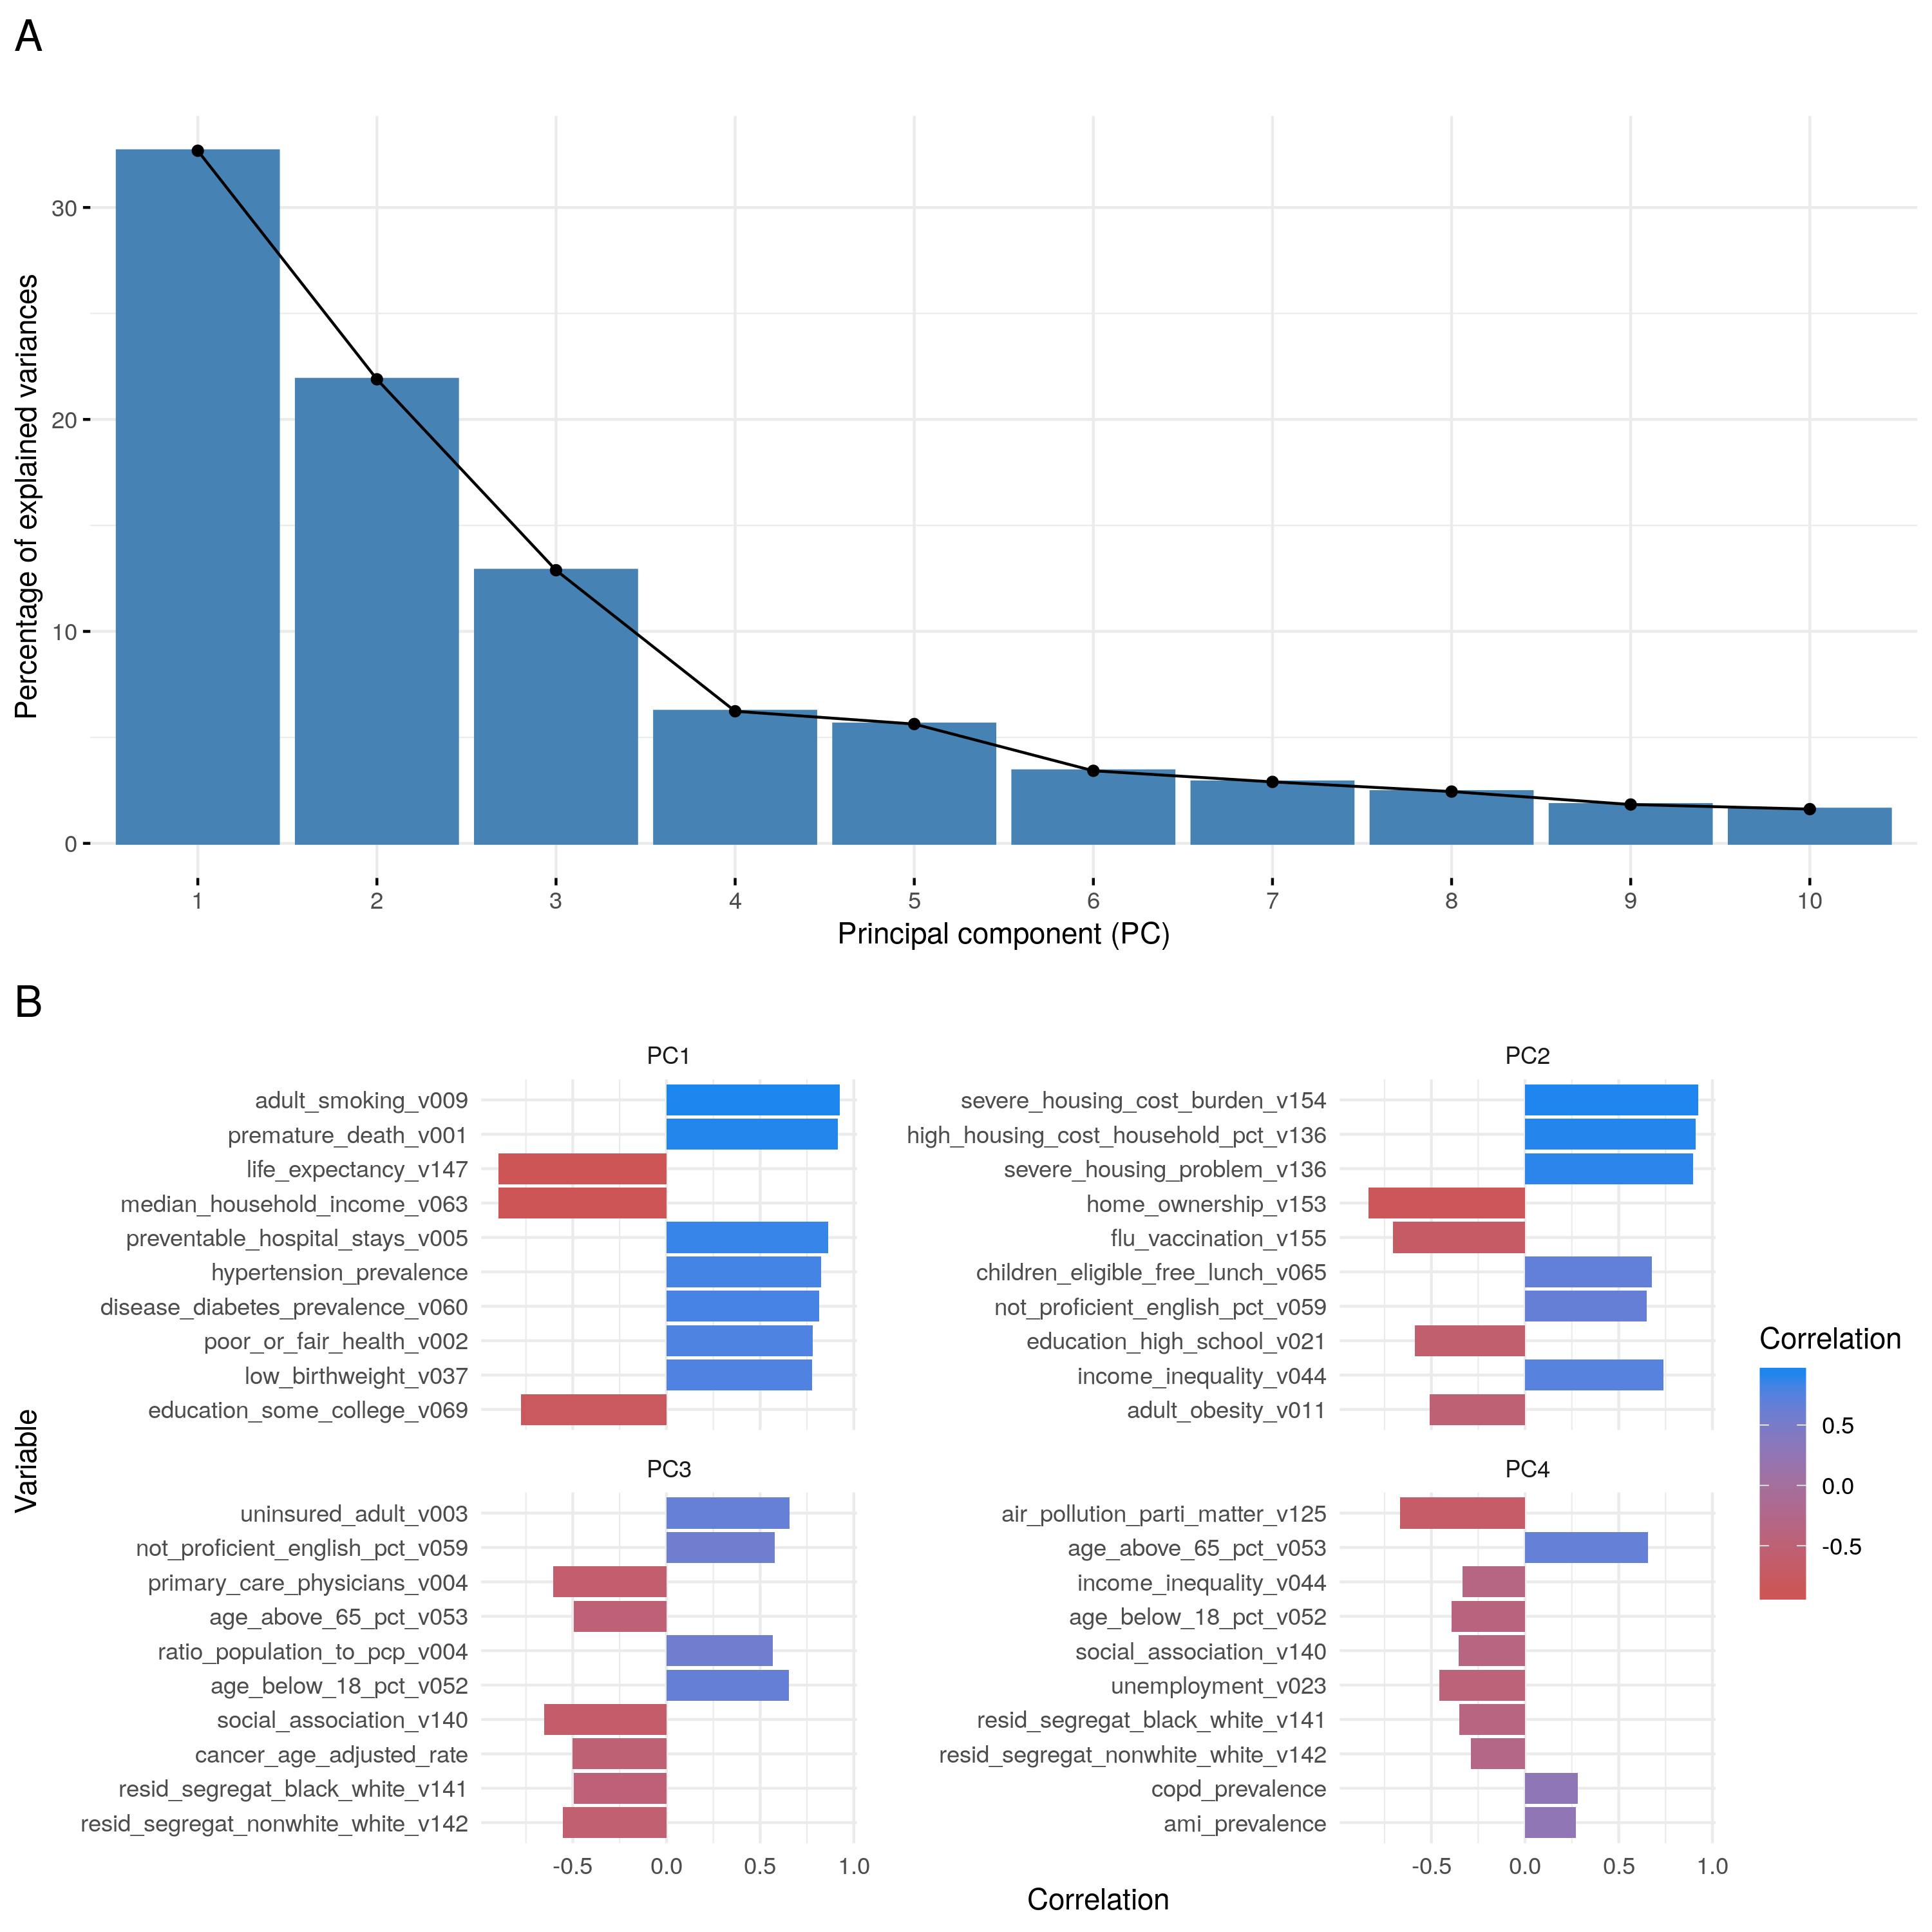 A
Percentage of explained variances
30
20
10
0
1 2 3 4 5 6 7 8 9 10
Principal component (PC)
B
Variable
PC1
adult_smoking_v009
premature_death_v001
life_expectancy_v147
median_household_income_v063
preventable_hospital_stays_v005
hypertension_prevalence
disease_diabetes_prevalence_v060
poor_or_fair_health_v002
low_birthweight_v037
education_some_college_v069
PC2
severe_housing_cost_burden_v154
high_housing_cost_household_pct_v136
severe_housing_problem_v136
home_ownership_v153
flu_vaccination_v155
children_eligible_free_lunch_v065
not_proficient_english_pct_v059
education_high_school_v021
income_inequality_v044
adult_obesity_v011
PC3
uninsured_adult_v003
not_proficient_english_pct_v059
primary_care_physicians_v004
age_above_65_pct_v053
ratio_population_to_pcp_v004
age_below_18_pct_v052
social_association_v140
cancer_age_adjusted_rate
resid_segregat_black_white_v141
resid_segregat_nonwhite_white_v142
-0.5 0.0 0.5 1.0
PC4
air_pollution_parti_matter_v125
age_above_65_pct_v053
income_inequality_v044
age_below_18_pct_v052
social_association_v140
unemployment_v023
resid_segregat_black_white_v141
resid_segregat_nonwhite_white_v142
copd_prevalence
ami_prevalence
-0.5 0.0 0.5 1.0
Correlation
Correlation
0.5
0.0
-0.5